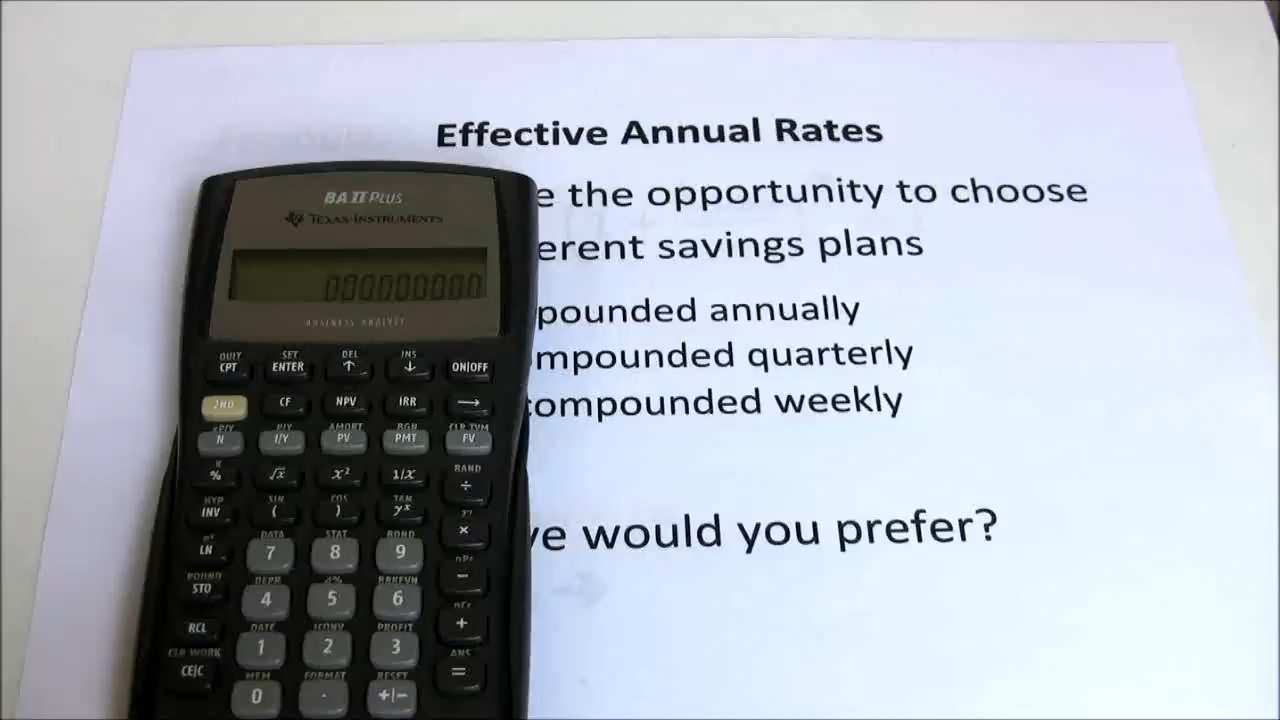 Effective Annual Rates
e the opportunity to choose
erent savings plans
pounded annually
mpounded quarterly
compounded weekly
ve would you prefer?
BA II PLUS
TEXAS INSTRUMENTS
BUSINESS ANALYST
QUIT SET DEL INS
CPT ENTER ↑ ↓ ON|OFF
2ND CF NPV IRR →
xP/Y P/Y AMORT BGN CLR TVM
N I/Y PV PMT FV
K RAND
% √x x² 1/x ÷
HYP SIN COS TAN
INV ( ) yˣ ×
DATA STAT BOND
LN 7 8 9 −
ROUND DEPR Δ% BRKEVN
STO 4 5 6 +
DATE ICONV PROFIT
RCL 1 2 3
CLR WORK MEM FORMAT RESET ANS
CE|C 0 . +|− =